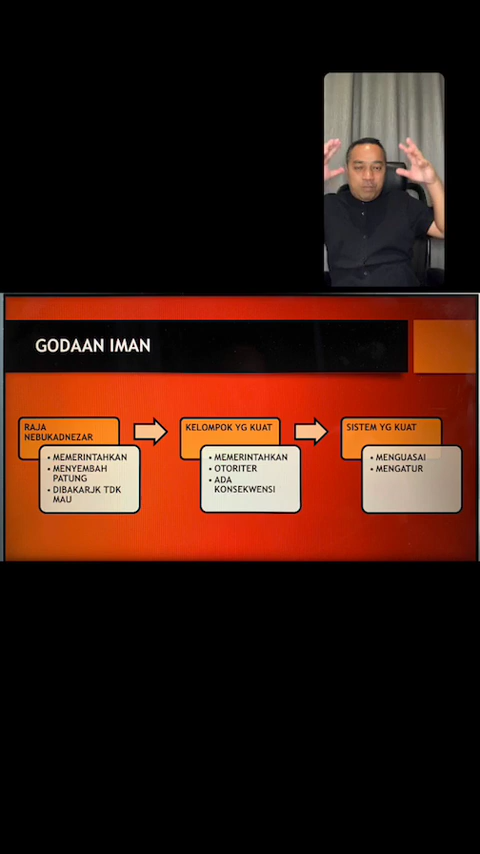 GODAAN IMAN
RAJA
NEBUKADNEZAR
• MEMERINTAHKAN
• MENYEMBAH
PATUNG
• DIBAKARJK TDK
MAU
KELOMPOK YG KUAT
• MEMERINTAHKAN
• OTORITER
• ADA
KONSEKWENSI
SISTEM YG KUAT
• MENGUASAI
• MENGATUR